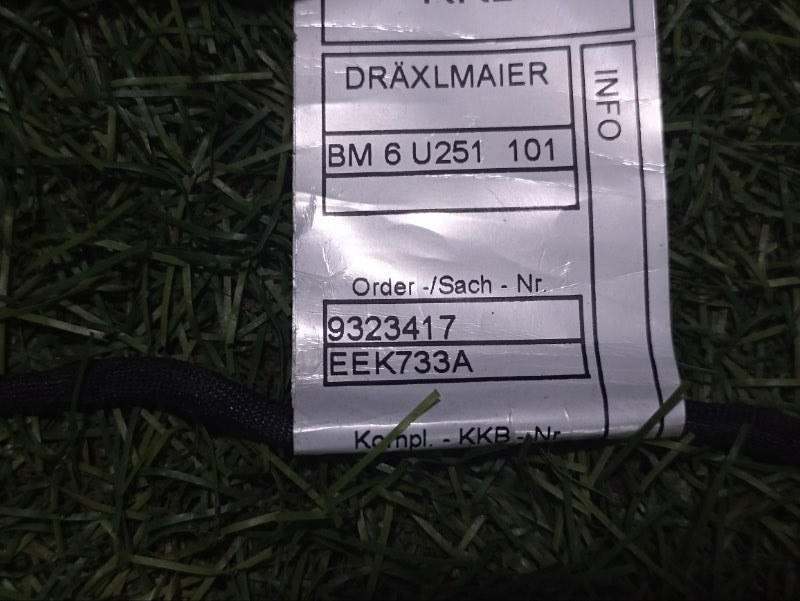 DRÄXLMAIER
INFO
BM 6 U251 101
Order -/Sach - Nr.
9323417
EEK733A
Kompl. - KKB - Nr